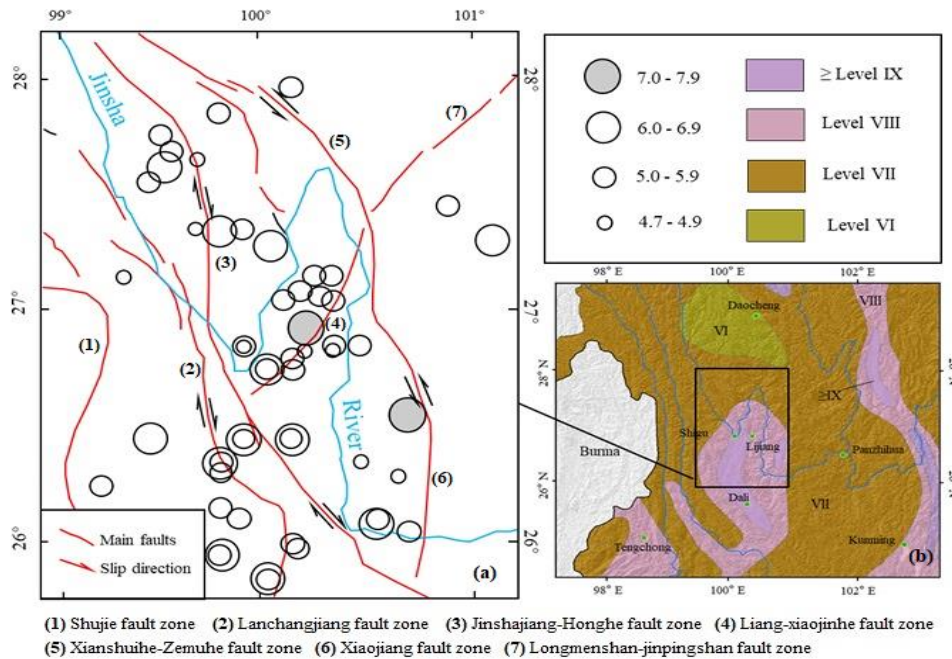 99° 100° 101°
28°
27°
26°
28°
27°
26°
Jinsha
River
(1)
(2)
(3)
(4)
(5)
(6)
(7)
Main faults
Slip direction
(a)
7.0 - 7.9
6.0 - 6.9
5.0 - 5.9
4.7 - 4.9
≥ Level IX
Level VIII
Level VII
Level VI
98° E 100° E 102° E
Daocheng
VI
VIII
28° N
≥IX
Shigu
Lijiang
Burma
Panzhihua
26° N
Dali
VII
Tengchong
Kunming
(b)
98° E 100° E 102° E
(1) Shujie fault zone (2) Lanchangjiang fault zone (3) Jinshajiang-Honghe fault zone (4) Liang-xiaojinhe fault zone
(5) Xianshuihe-Zemuhe fault zone (6) Xiaojiang fault zone (7) Longmenshan-jinpingshan fault zone